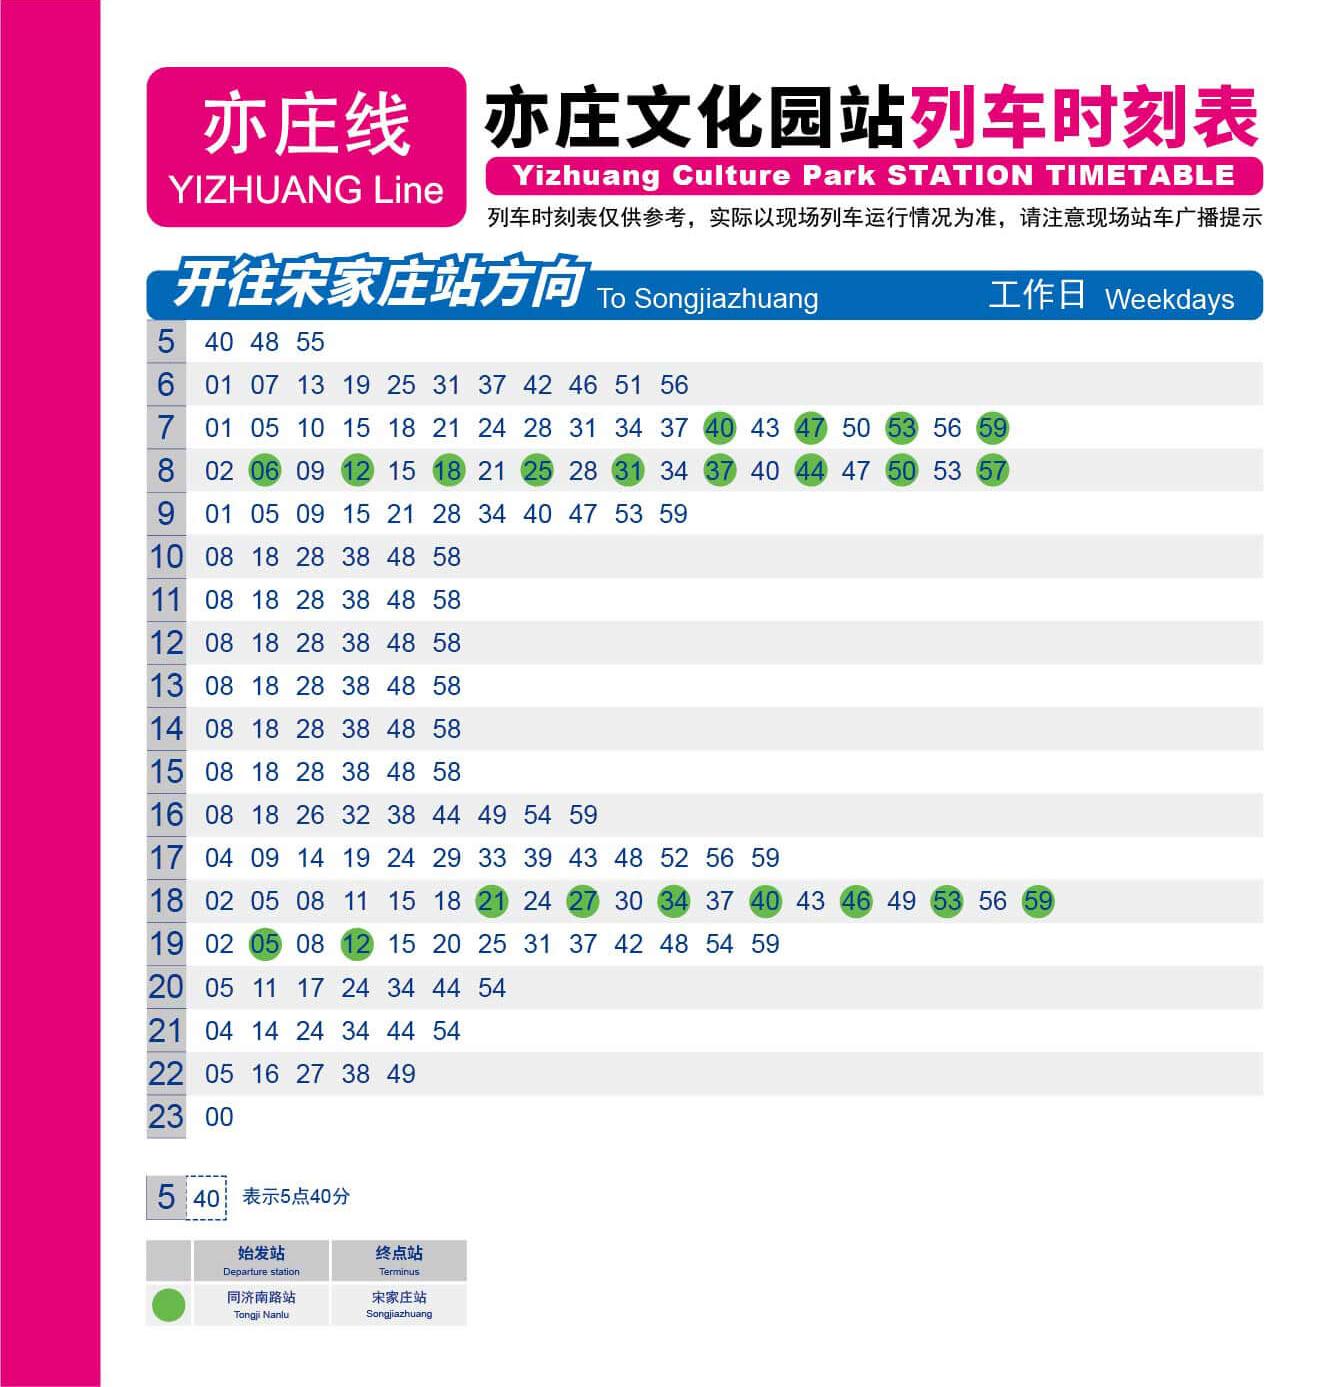 亦庄线
YIZHUANG Line
亦庄文化园站列车时刻表
Yizhuang Culture Park STATION TIMETABLE
列车时刻表仅供参考，实际以现场列车运行情况为准，请注意现场站车广播提示
开往宋家庄站方向 To Songjiazhuang 工作日 Weekdays
5 40 48 55
6 01 07 13 19 25 31 37 42 46 51 56
7 01 05 10 15 18 21 24 28 31 34 37 40 43 47 50 53 56 59
8 02 06 09 12 15 18 21 25 28 31 34 37 40 44 47 50 53 57
9 01 05 09 15 21 28 34 40 47 53 59
10 08 18 28 38 48 58
11 08 18 28 38 48 58
12 08 18 28 38 48 58
13 08 18 28 38 48 58
14 08 18 28 38 48 58
15 08 18 28 38 48 58
16 08 18 26 32 38 44 49 54 59
17 04 09 14 19 24 29 33 39 43 48 52 56 59
18 02 05 08 11 15 18 21 24 27 30 34 37 40 43 46 49 53 56 59
19 02 05 08 12 15 20 25 31 37 42 48 54 59
20 05 11 17 24 34 44 54
21 04 14 24 34 44 54
22 05 16 27 38 49
23 00
5 40 表示5点40分
始发站 终点站
Departure station Terminus
同济南路站 宋家庄站
Tongji Nanlu Songjiazhuang